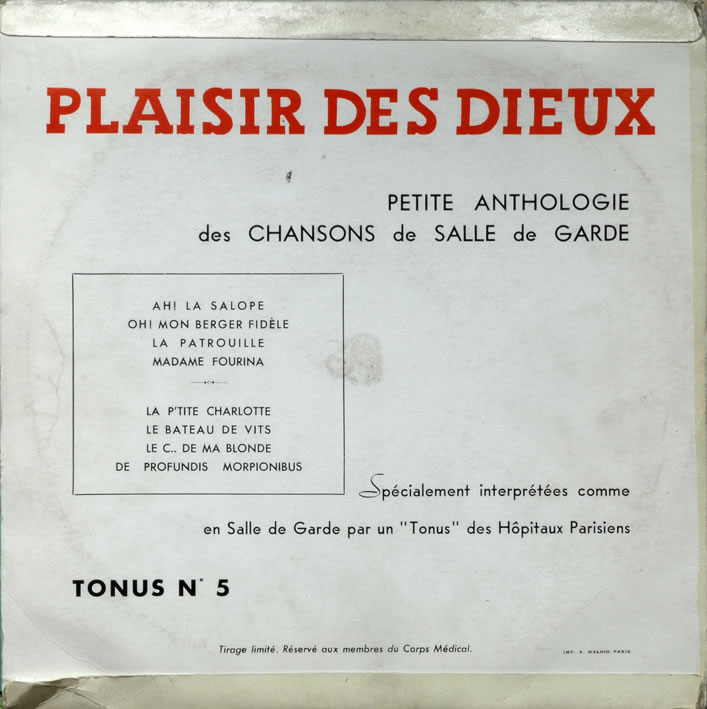 PLAISIR DES DIEUX
PETITE ANTHOLOGIE
des CHANSONS de SALLE de GARDE
AH! LA SALOPE
OH! MON BERGER FIDÈLE
LA PATROUILLE
MADAME FOURINA
LA P'TITE CHARLOTTE
LE BATEAU DE VITS
LE C.. DE MA BLONDE
DE PROFUNDIS MORPIONIBUS
Spécialement interprétées comme
en Salle de Garde par un "Tonus" des Hôpitaux Parisiens
TONUS N° 5
Tirage limité. Réservé aux membres du Corps Médical.
IMP. A. WALHIN PARIS